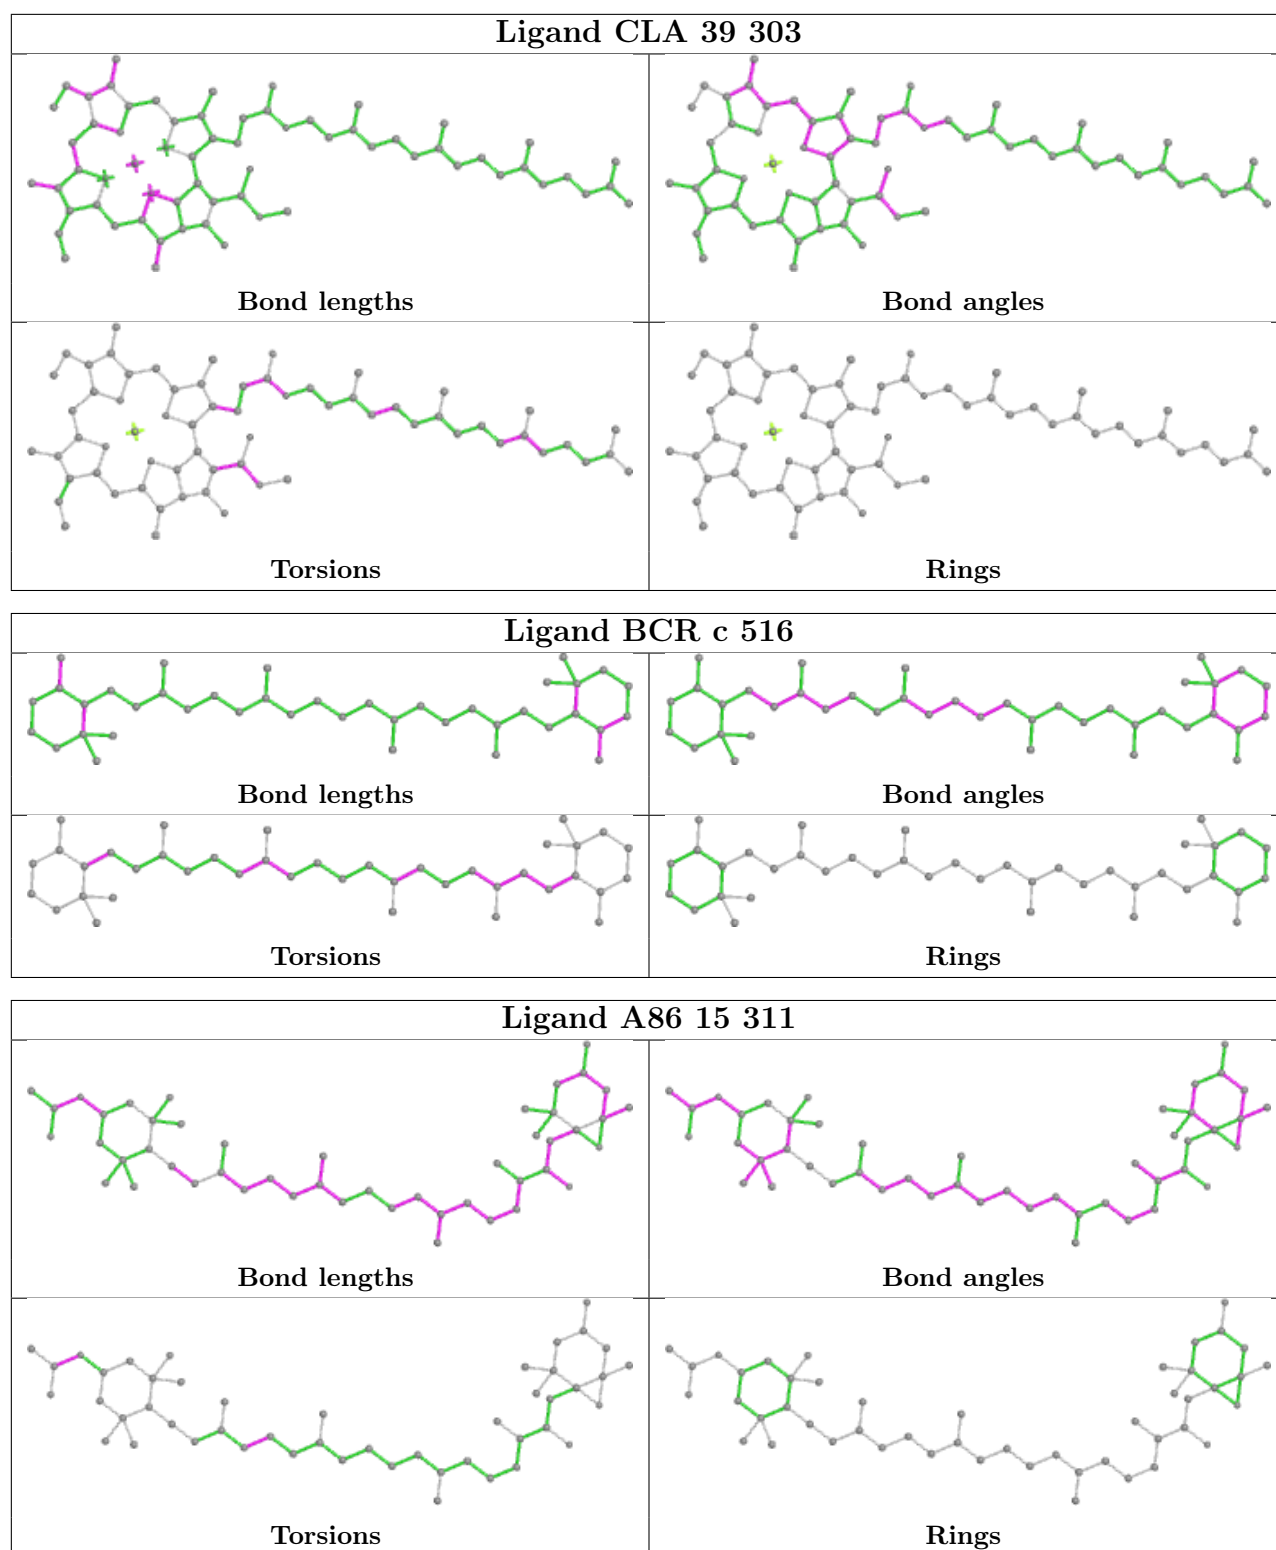 Ligand CLA 39 303
Bond lengths
Bond angles
Torsions
Rings
Ligand BCR c 516
Bond lengths
Bond angles
Torsions
Rings
Ligand A86 15 311
Bond lengths
Bond angles
Torsions
Rings